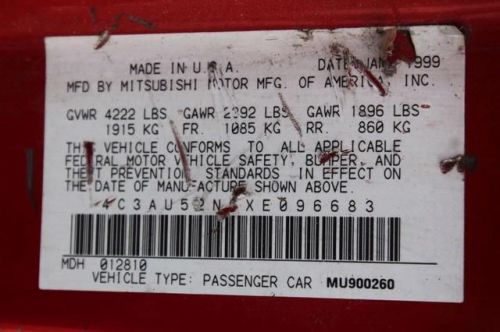 MADE IN U.S.A. DATE: JAN 1999
MFD BY MITSUBISHI MOTOR MFG. OF AMERICA, INC.
GVWR 4222 LBS GAWR 2392 LBS GAWR 1896 LBS
1915 KG FR. 1085 KG RR. 860 KG
THIS VEHICLE CONFORMS TO ALL APPLICABLE
FEDERAL MOTOR VEHICLE SAFETY, BUMPER, AND
THEFT PREVENTION STANDARDS IN EFFECT ON
THE DATE OF MANUFACTURE SHOWN ABOVE.
MDH 012810
VEHICLE TYPE: PASSENGER CAR MU900260